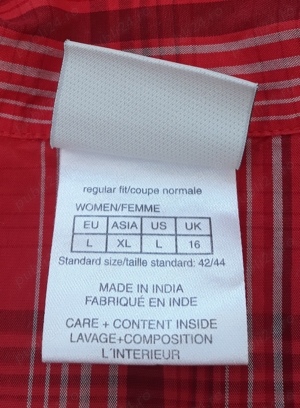 regular fit/coupe normale
WOMEN/FEMME
EU ASIA US UK
L XL L 16
Standard size/taille standard: 42/44
MADE IN INDIA
FABRIQUÉ EN INDE
CARE + CONTENT INSIDE
LAVAGE+COMPOSITION
L'INTERIEUR